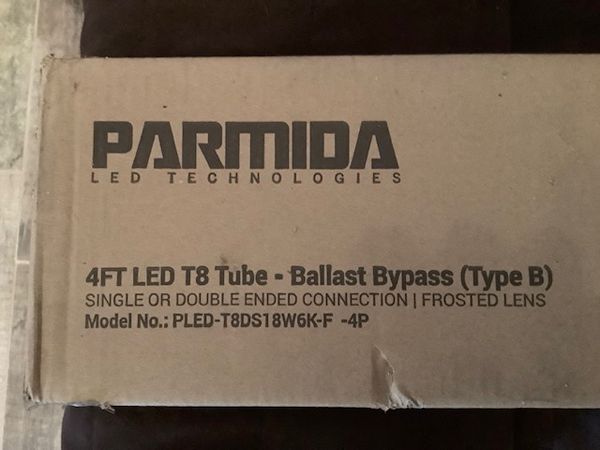 PARMIDA
LED TECHNOLOGIES
4FT LED T8 Tube - Ballast Bypass (Type B)
SINGLE OR DOUBLE ENDED CONNECTION | FROSTED LENS
Model No.: PLED-T8DS18W6K-F -4P